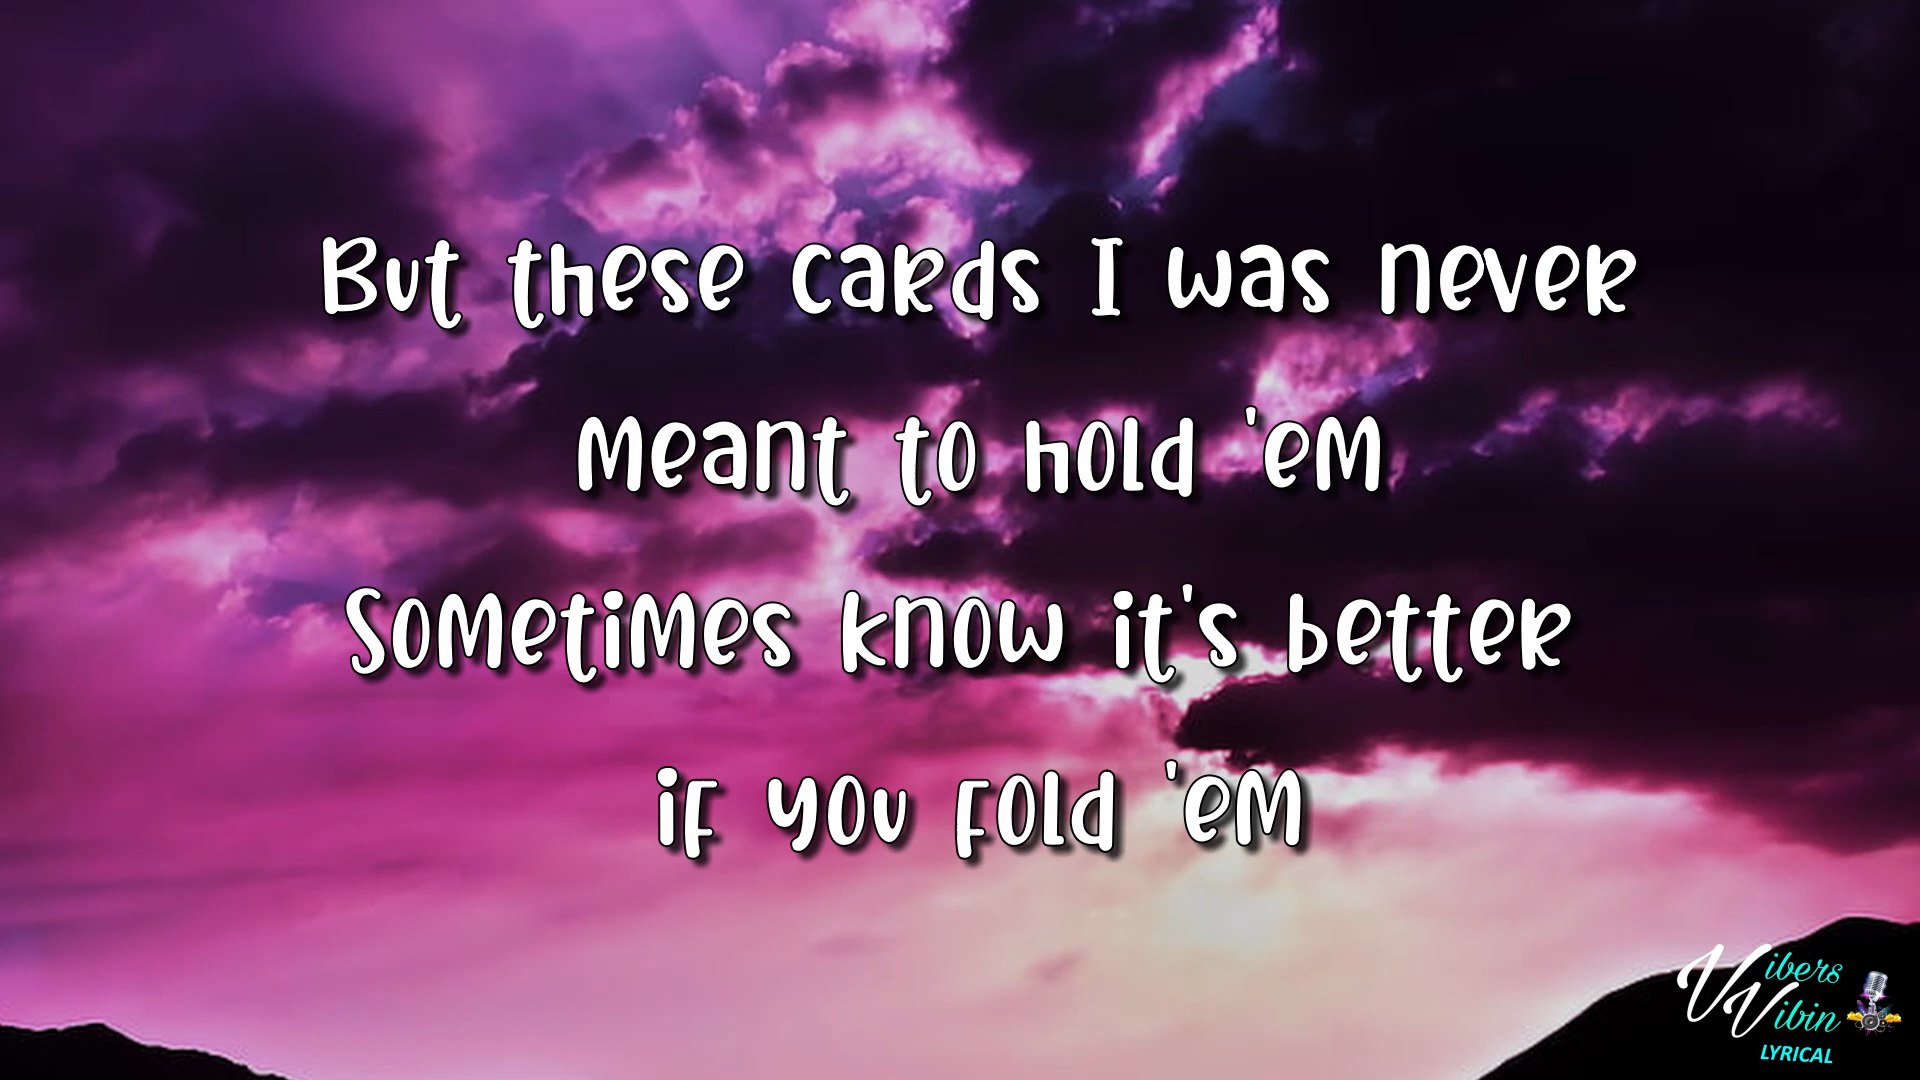 But these cards I was never
meant to hold 'em
Sometimes know it's better
if you fold 'em
Vibers
Vibin
LYRICAL